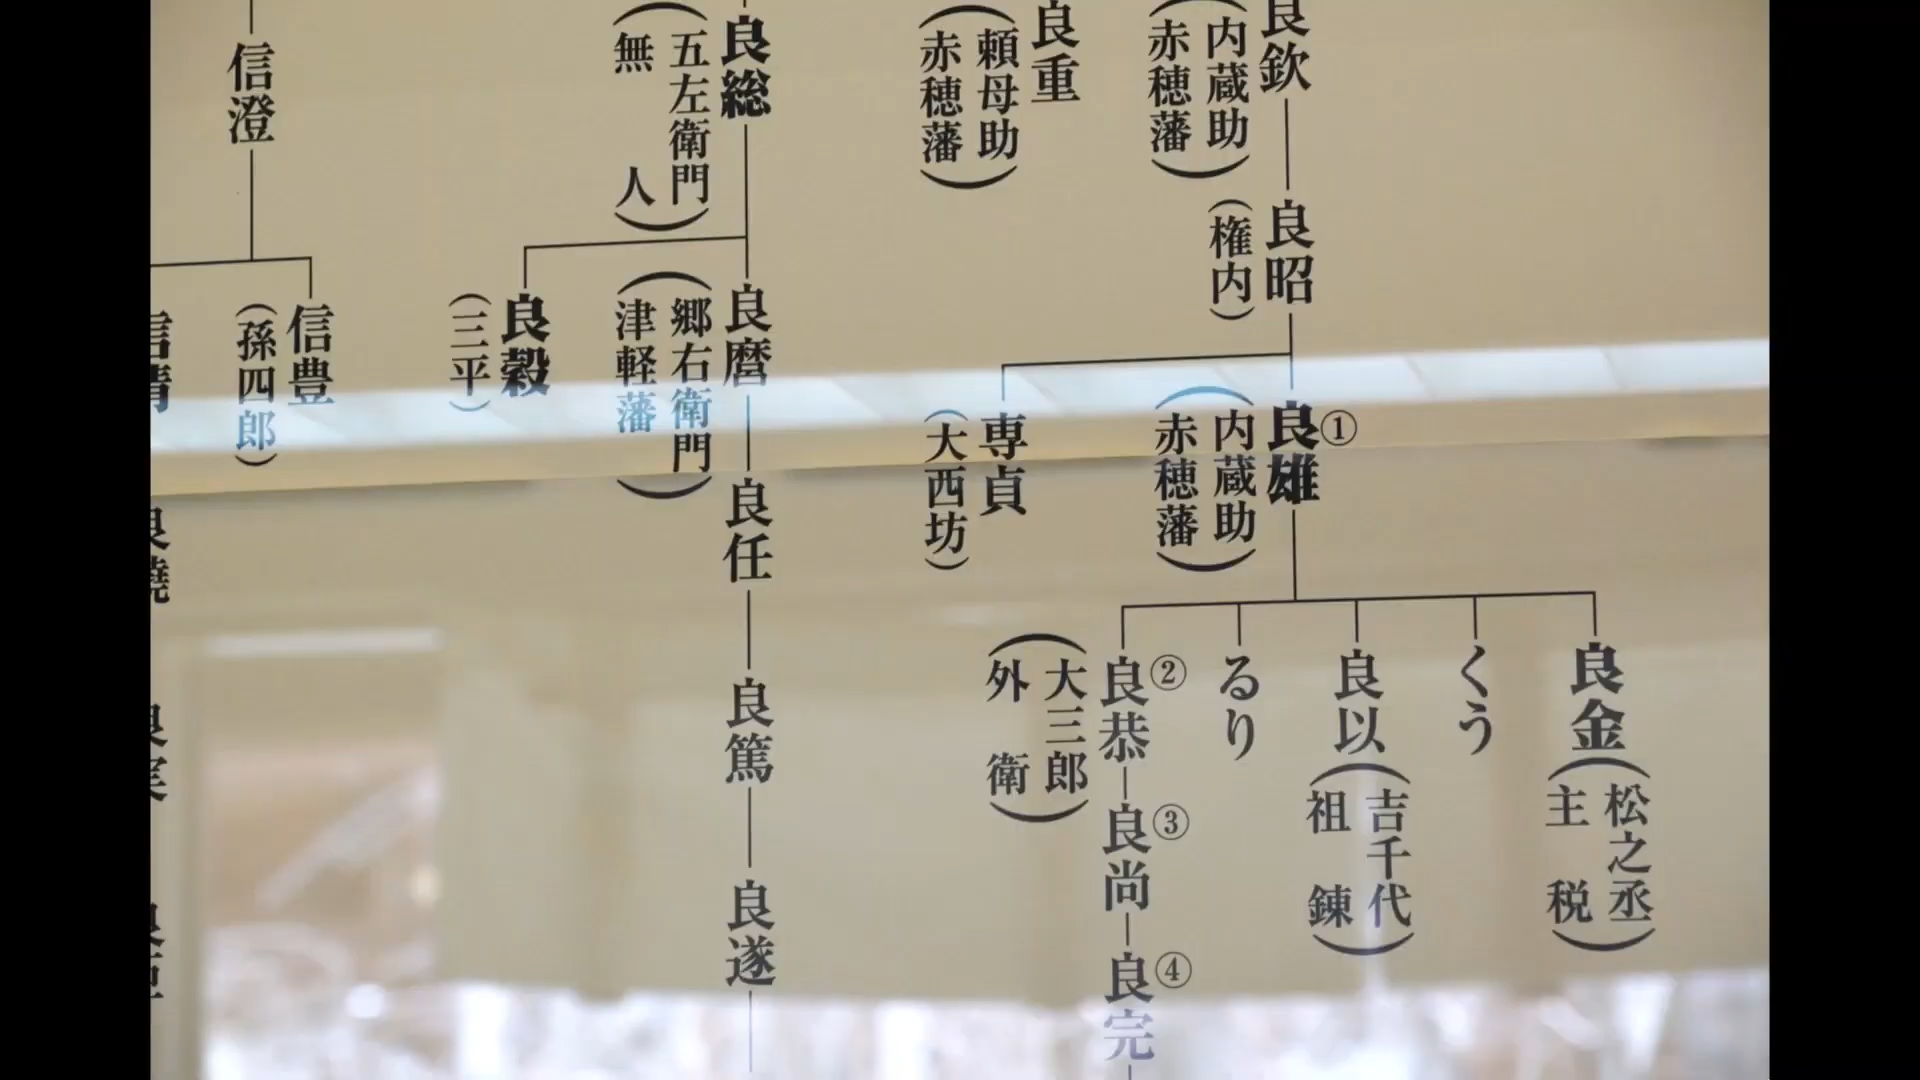 良欽
(内蔵助
赤穂藩)
良重
(頼母助
赤穂藩)
良総
(五左衛門
無人)
信澄
良昭
(権内)
良麿
(郷右衛門
津軽藩)
良穀
(三平)
信豊
(孫四郎)
信清
①
良雄
(内蔵助
赤穂藩)
専貞
(大西坊)
良任
良金
(松之丞
主税)
くう
良以
(吉千代
祖錬)
るり
②
良恭
(大三郎
外衛)
良篤
③
良尚
良遂
④
良完